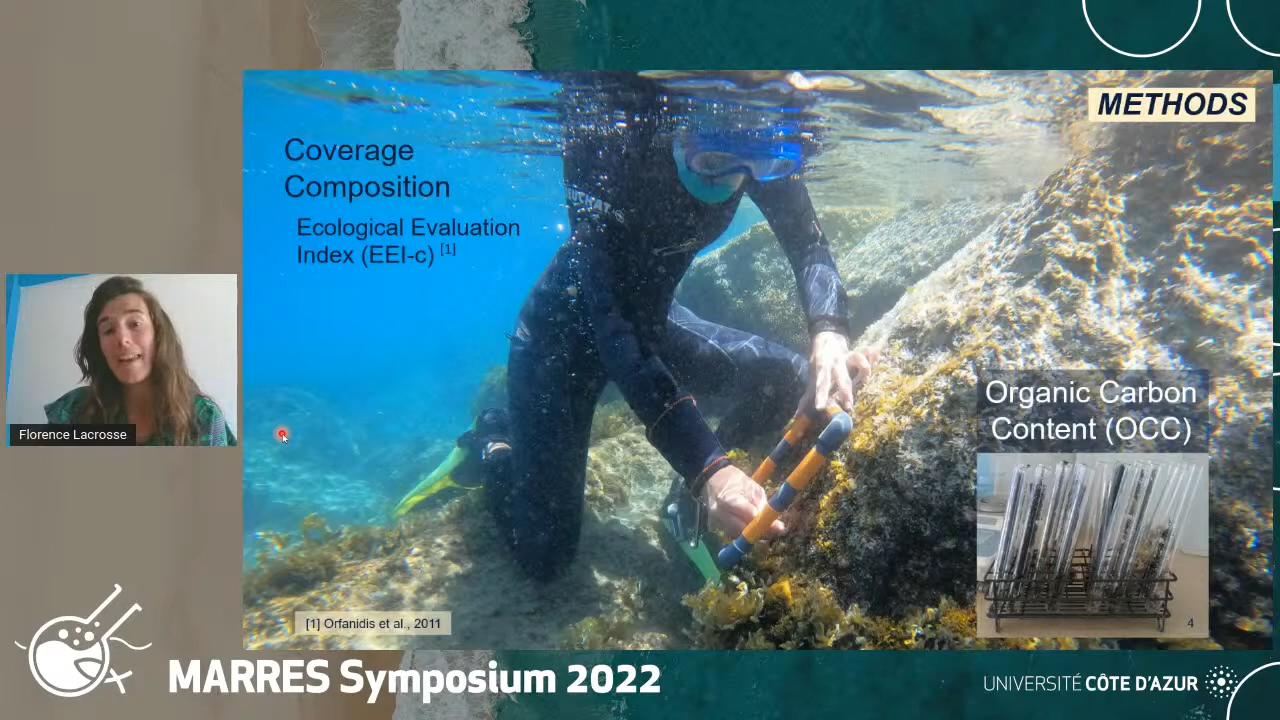 METHODS
Coverage
Composition
Ecological Evaluation
Index (EEI-c) [1]
Organic Carbon
Content (OCC)
Florence Lacrosse
[1] Orfanidis et al., 2011
4
MARRES Symposium 2022
UNIVERSITÉ CÔTE D'AZUR